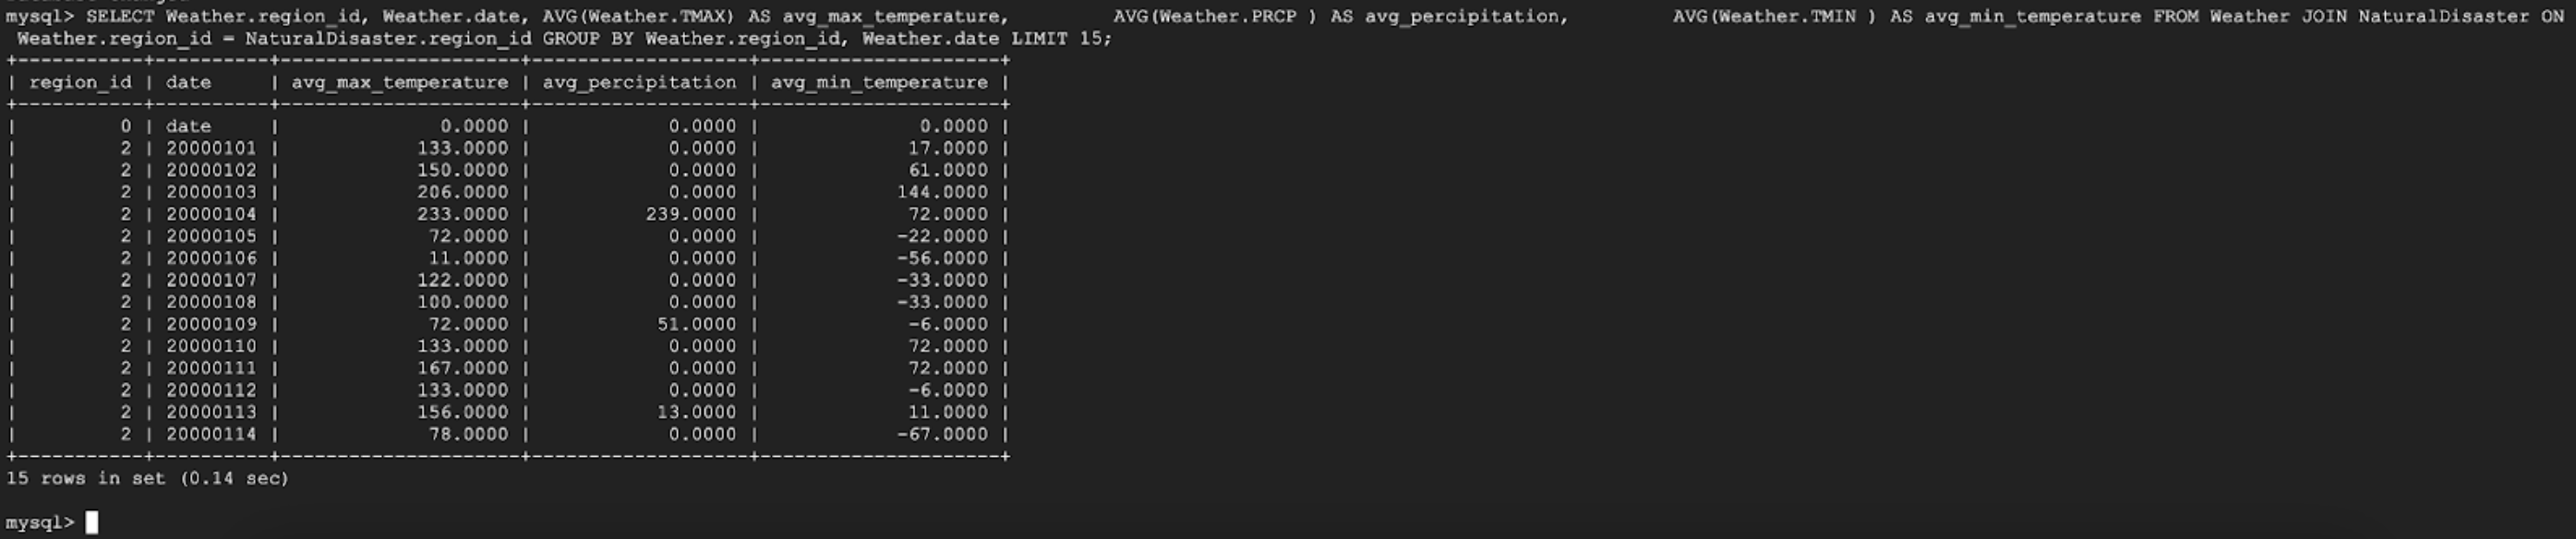 mysql> SELECT Weather.region_id, Weather.date, AVG(Weather.TMAX) AS avg_max_temperature,         AVG(Weather.PRCP ) AS avg_percipitation,         AVG(Weather.TMIN ) AS avg_min_temperature FROM Weather JOIN NaturalDisaster ON
 Weather.region_id = NaturalDisaster.region_id GROUP BY Weather.region_id, Weather.date LIMIT 15;
+-----------+----------+---------------------+-------------------+---------------------+
| region_id | date     | avg_max_temperature | avg_percipitation | avg_min_temperature |
+-----------+----------+---------------------+-------------------+---------------------+
|         0 | date     |              0.0000 |            0.0000 |              0.0000 |
|         2 | 20000101 |            133.0000 |            0.0000 |             17.0000 |
|         2 | 20000102 |            150.0000 |            0.0000 |             61.0000 |
|         2 | 20000103 |            206.0000 |            0.0000 |            144.0000 |
|         2 | 20000104 |            233.0000 |          239.0000 |             72.0000 |
|         2 | 20000105 |             72.0000 |            0.0000 |            -22.0000 |
|         2 | 20000106 |             11.0000 |            0.0000 |            -56.0000 |
|         2 | 20000107 |            122.0000 |            0.0000 |            -33.0000 |
|         2 | 20000108 |            100.0000 |            0.0000 |            -33.0000 |
|         2 | 20000109 |             72.0000 |           51.0000 |             -6.0000 |
|         2 | 20000110 |            133.0000 |            0.0000 |             72.0000 |
|         2 | 20000111 |            167.0000 |            0.0000 |             72.0000 |
|         2 | 20000112 |            133.0000 |            0.0000 |             -6.0000 |
|         2 | 20000113 |            156.0000 |           13.0000 |             11.0000 |
|         2 | 20000114 |             78.0000 |            0.0000 |            -67.0000 |
+-----------+----------+---------------------+-------------------+---------------------+
15 rows in set (0.14 sec)
mysql>